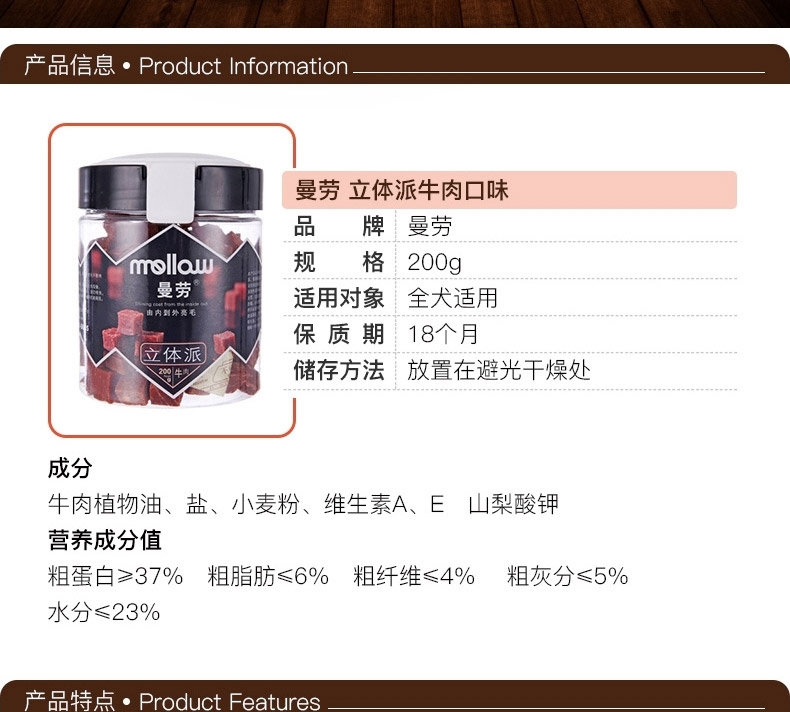 产品信息 • Product Information
曼劳 立体派牛肉口味
品牌 曼劳
规格 200g
适用对象 全犬适用
保质期 18个月
储存方法 放置在避光干燥处
mellow
曼劳®
Shining coat from the inside out
由内到外亮毛
立体派
200 牛肉
成分
牛肉植物油、盐、小麦粉、维生素A、E 山梨酸钾
营养成分值
粗蛋白≥37% 粗脂肪≤6% 粗纤维≤4% 粗灰分≤5%
水分≤23%
产品特点 • Product Features